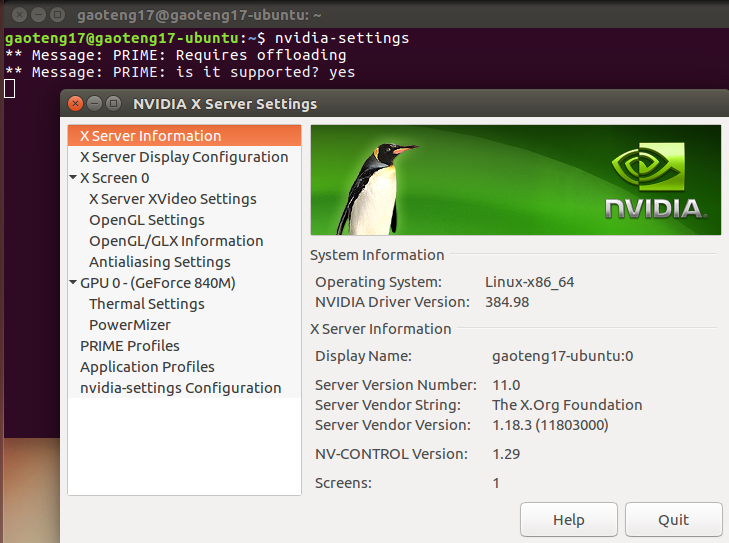 gaoteng17@gaoteng17-ubuntu: ~
gaoteng17@gaoteng17-ubuntu:~$ nvidia-settings
** Message: PRIME: Requires offloading
** Message: PRIME: is it supported? yes
NVIDIA X Server Settings
X Server Information
X Server Display Configuration
X Screen 0
X Server XVideo Settings
OpenGL Settings
OpenGL/GLX Information
Antialiasing Settings
GPU 0 - (GeForce 840M)
Thermal Settings
PowerMizer
PRIME Profiles
Application Profiles
nvidia-settings Configuration
NVIDIA.
System Information
Operating System: Linux-x86_64
NVIDIA Driver Version: 384.98
X Server Information
Display Name: gaoteng17-ubuntu:0
Server Version Number: 11.0
Server Vendor String: The X.Org Foundation
Server Vendor Version: 1.18.3 (11803000)
NV-CONTROL Version: 1.29
Screens: 1
Help Quit